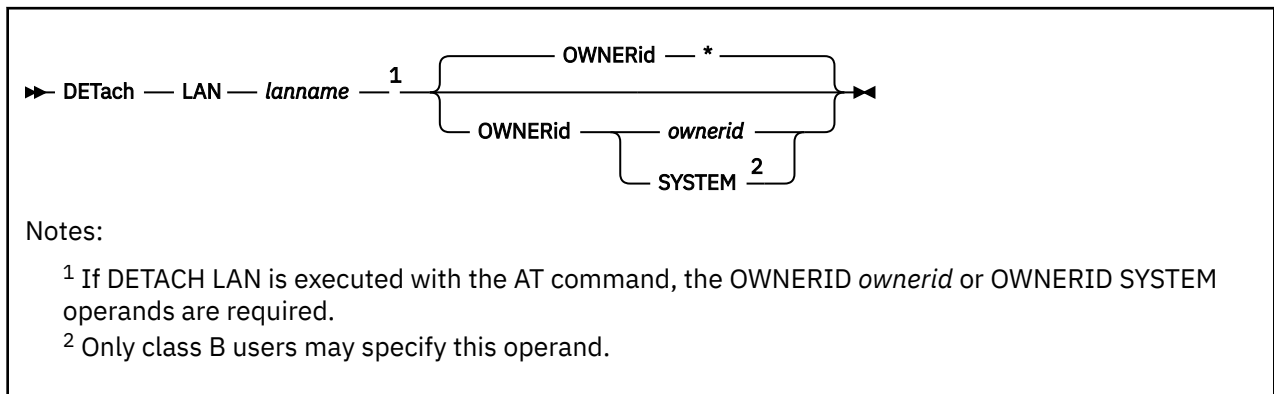 OWNERid *
DETach LAN lanname 1
OWNERid ownerid
SYSTEM 2
Notes:
1 If DETACH LAN is executed with the AT command, the OWNERID ownerid or OWNERID SYSTEM
operands are required.
2 Only class B users may specify this operand.